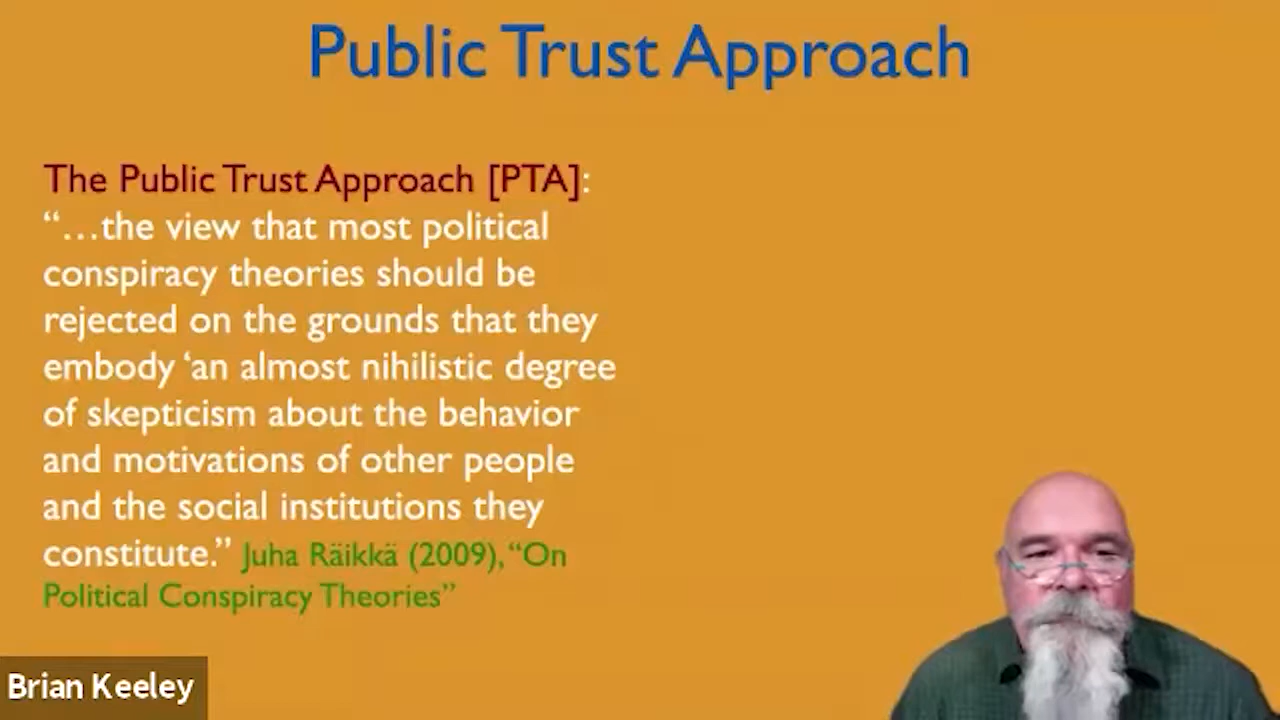 Public Trust Approach
The Public Trust Approach [PTA]:
“…the view that most political
conspiracy theories should be
rejected on the grounds that they
embody ‘an almost nihilistic degree
of skepticism about the behavior
and motivations of other people
and the social institutions they
constitute.” Juha Räikkä (2009), “On
Political Conspiracy Theories”
Brian Keeley